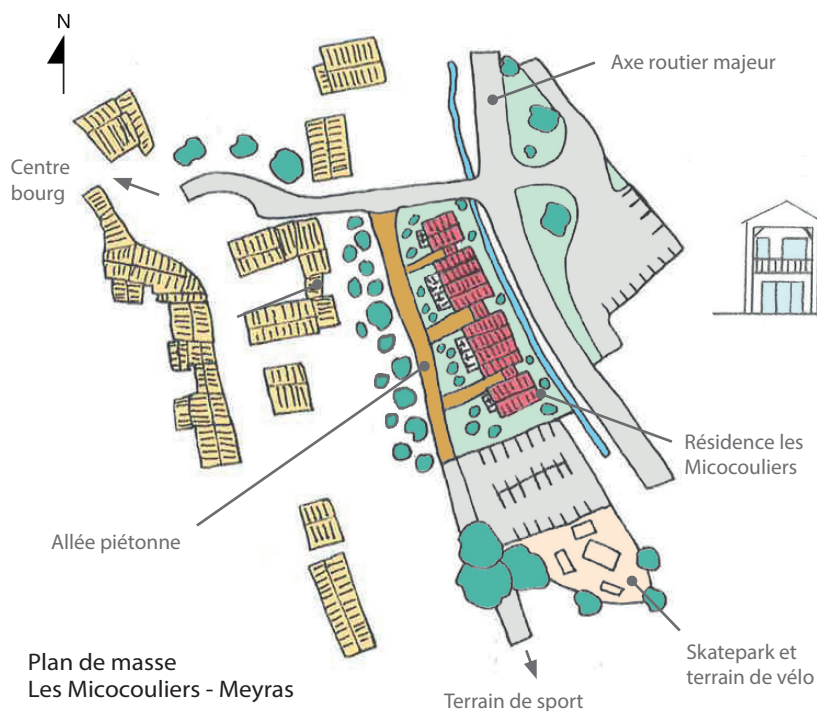 N
Axe routier majeur
Centre
bourg
Résidence les
Micocouliers
Allée piétonne
Skatepark et
terrain de vélo
Plan de masse
Les Micocouliers - Meyras
Terrain de sport